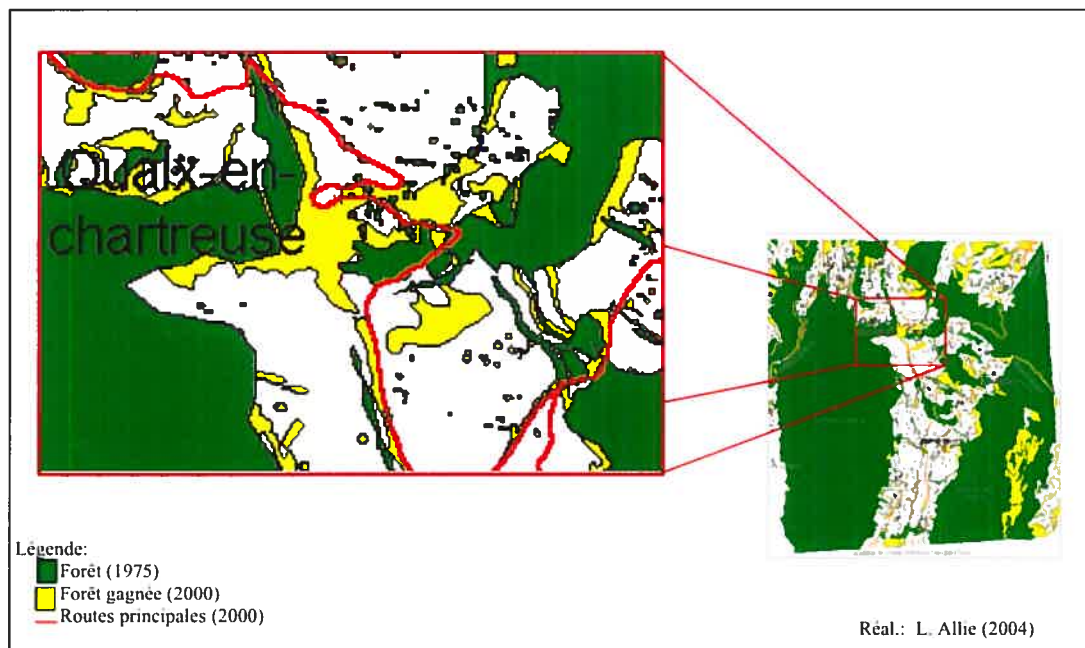 Quaix-en-
chartreuse
Légende:
Forêt (1975)
Forêt gagnée (2000)
Routes principales (2000)
Réal.: L. Allie (2004)